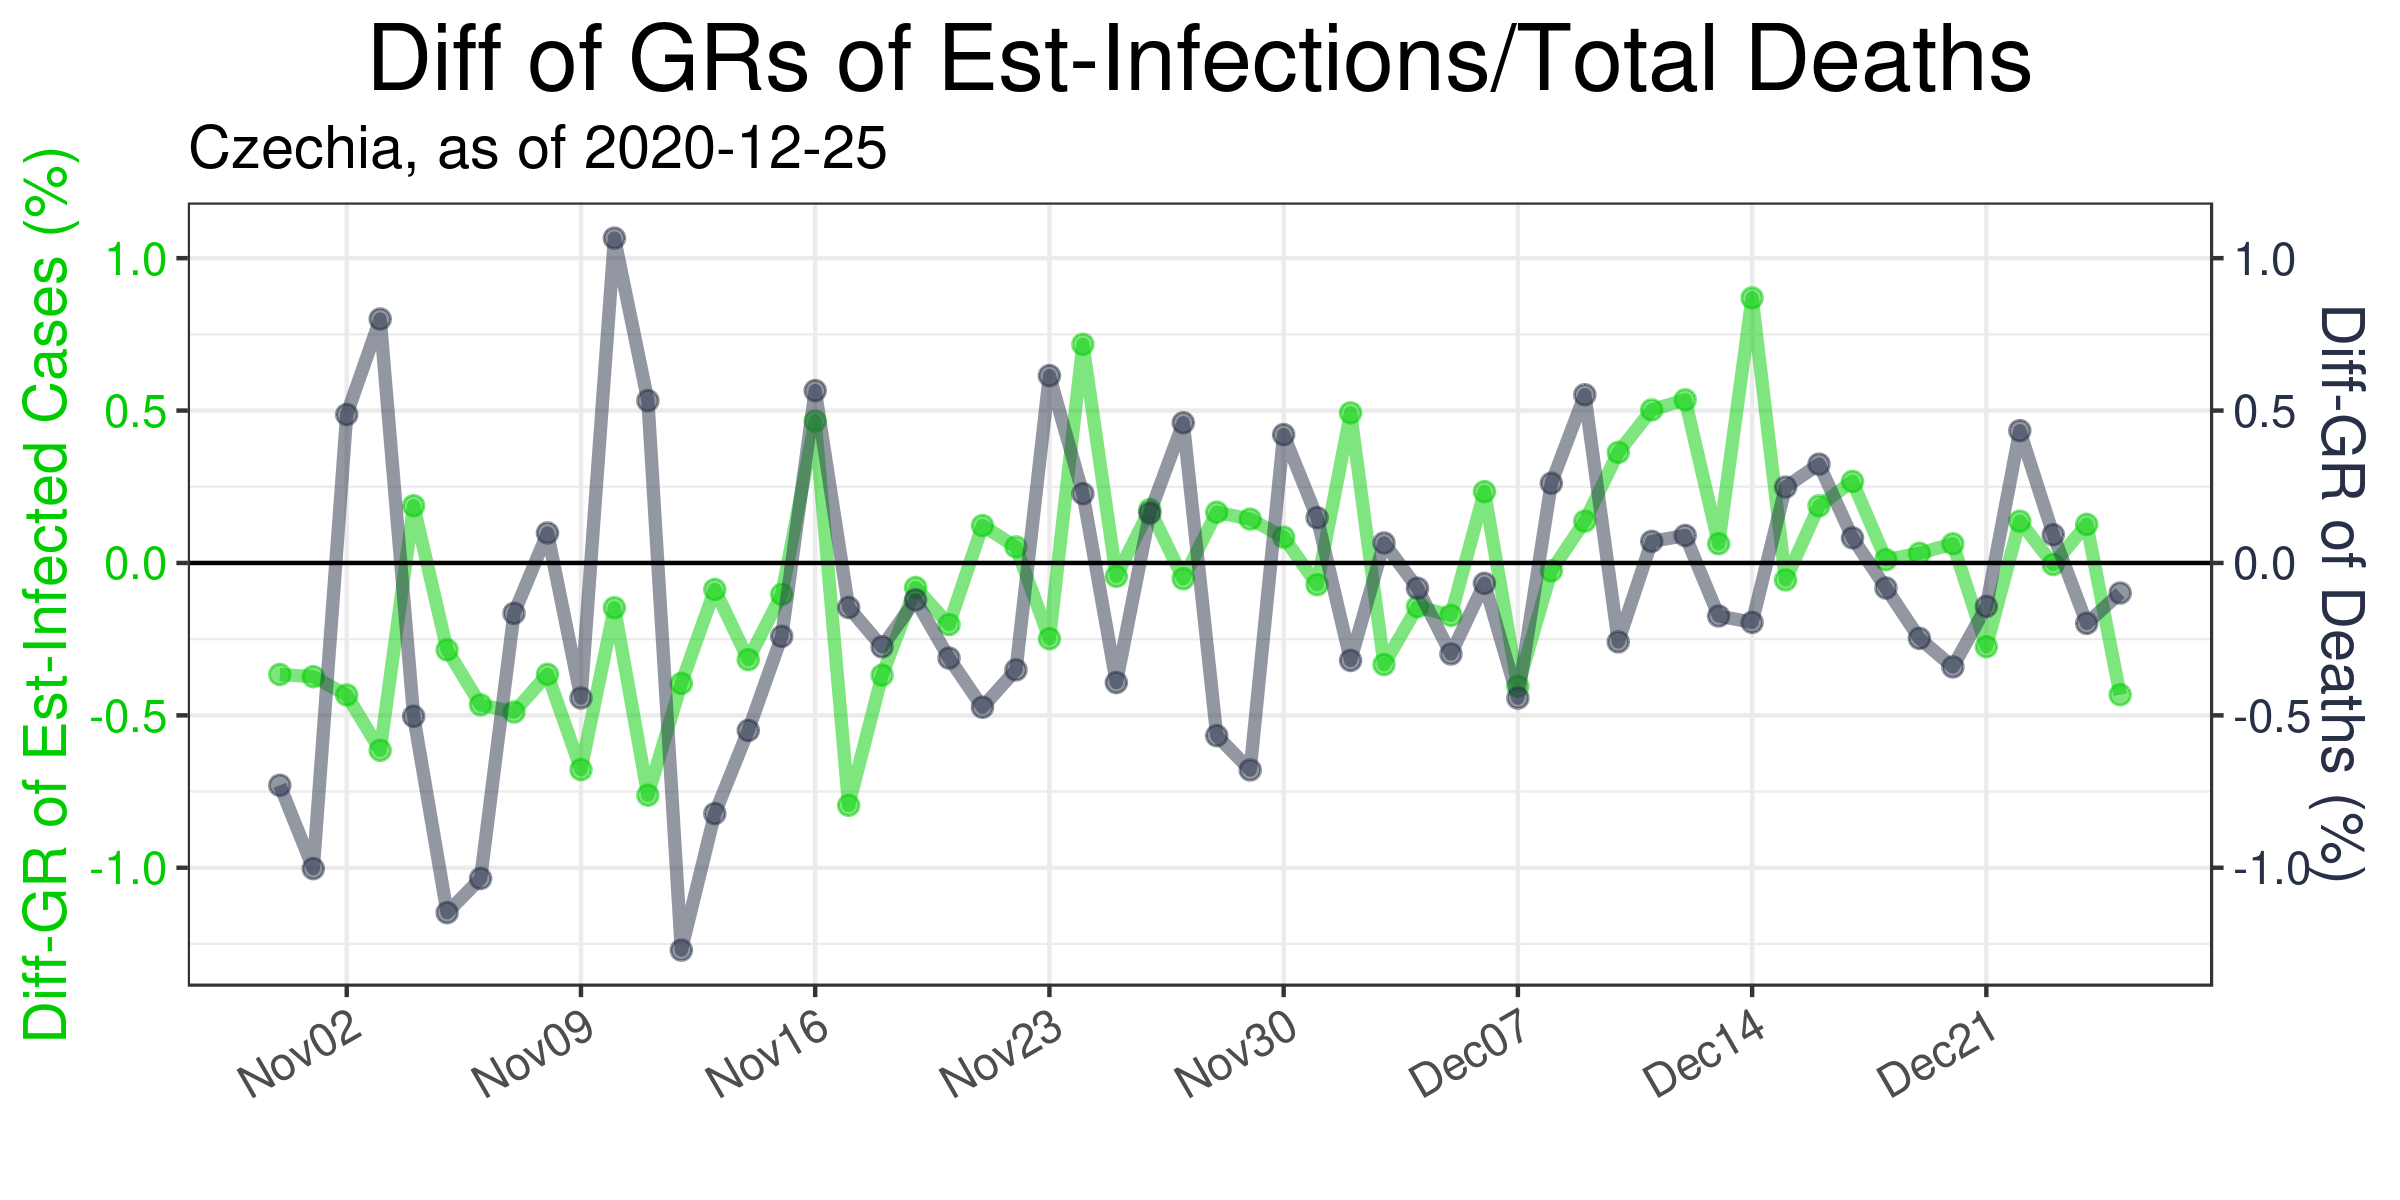 Diff of GRs of Est-Infections/Total Deaths
Czechia, as of 2020-12-25
Diff-GR of Est-Infected Cases (%)
1.0
0.5
0.0
-0.5
-1.0
1.0
0.5
0.0
-0.5
-1.0
Diff-GR of Deaths (%)
Nov02
Nov09
Nov16
Nov23
Nov30
Dec07
Dec14
Dec21